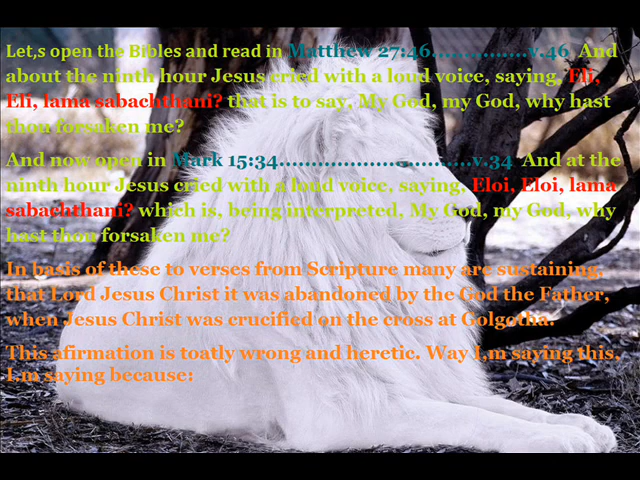 Let,s open the Bibles and read in Matthew 27:46...............v.46 And
about the ninth hour Jesus cried with a loud voice, saying, Eli,
Eli, lama sabachthani? that is to say, My God, my God, why hast
thou forsaken me?
And now open in Mark 15:34..............................v.34 And at the
ninth hour Jesus cried with a loud voice, saying, Eloi, Eloi, lama
sabachthani? which is, being interpreted, My God, my God, why
hast thou forsaken me?
In basis of these to verses from Scripture many are sustaining,
that Lord Jesus Christ it was abandoned by the God the Father,
when Jesus Christ was crucified on the cross at Golgotha.
This afirmation is toatly wrong and heretic. Way I,m saying this,
I,m saying because: